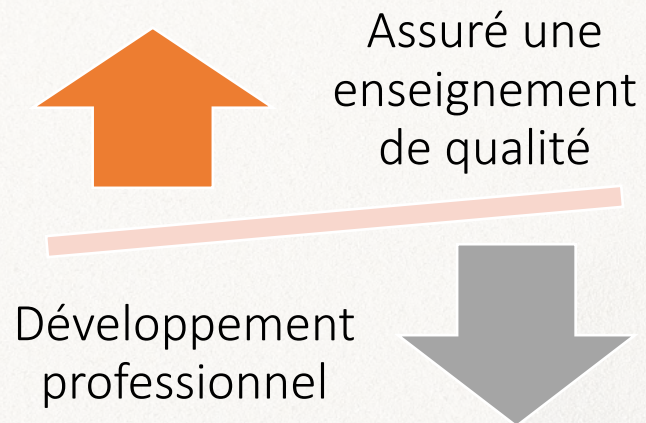 Assuré une
enseignement
de qualité
Développement
professionnel